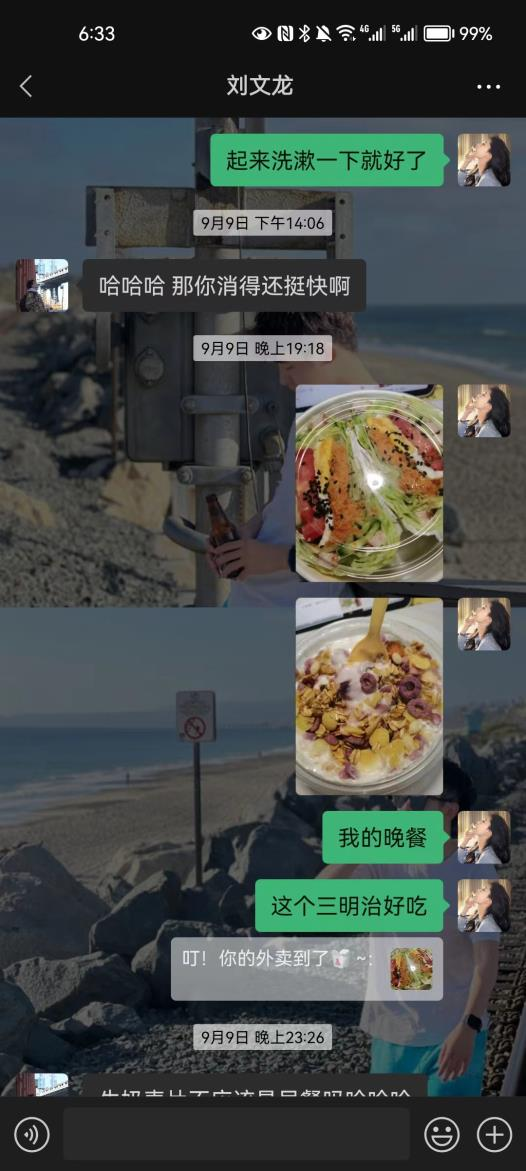 6:33
4G
5G
99%
刘文龙
起来洗漱一下就好了
9月9日 下午14:06
哈哈哈 那你消得还挺快啊
9月9日 晚上19:18
我的晚餐
这个三明治好吃
叮！你的外卖到了🥤~:
9月9日 晚上23:26